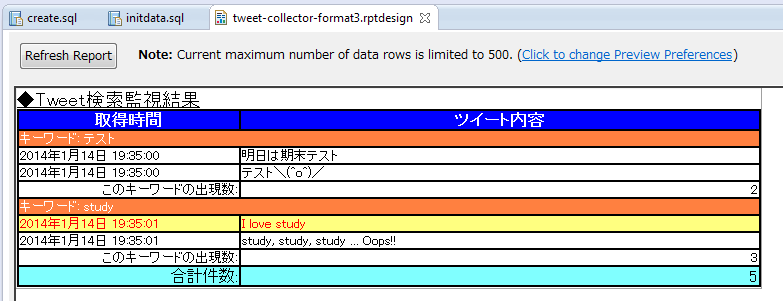 create.sql initdata.sql tweet-collector-format3.rptdesign
Refresh Report Note: Current maximum number of data rows is limited to 500. (Click to change Preview Preferences)
◆Tweet検索監視結果
取得時間 ツイート内容
キーワード: テスト
2014年1月14日 19:35:00 明日は期末テスト
2014年1月14日 19:35:00 テスト＼(^o^)／
このキーワードの出現数: 2
キーワード: study
2014年1月14日 19:35:01 I love study
2014年1月14日 19:35:01 study, study, study ... Oops!!
このキーワードの出現数: 3
合計件数: 5